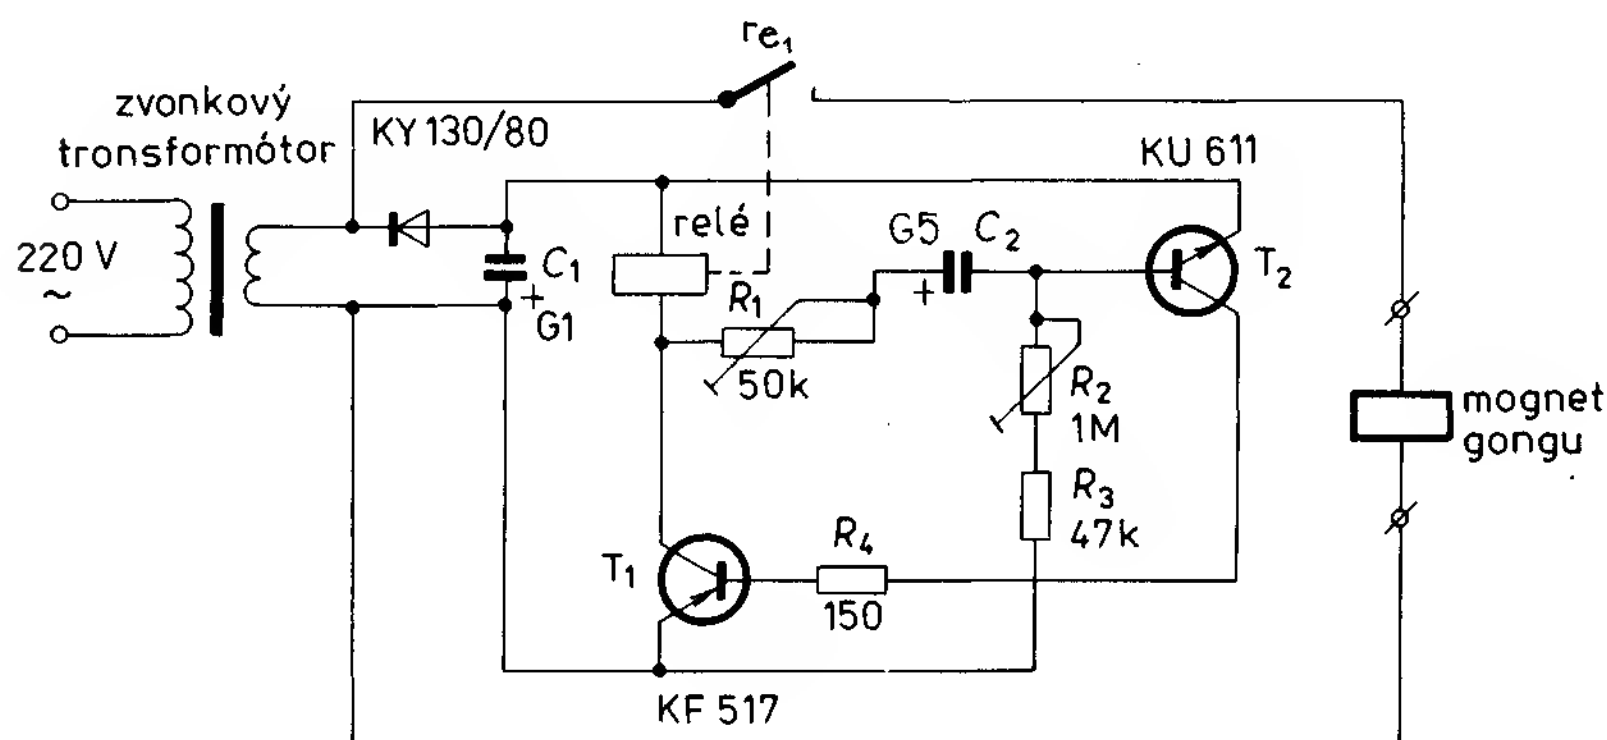 re₁
zvonkový
tronsformótor
KY 130/80
KU 611
220 V
~
relé
C₁
+
G1
R₁
50k
G5
C₂
+
T₂
R₂
1M
R₃
47k
mognet
gongu
T₁
R₄
150
KF 517